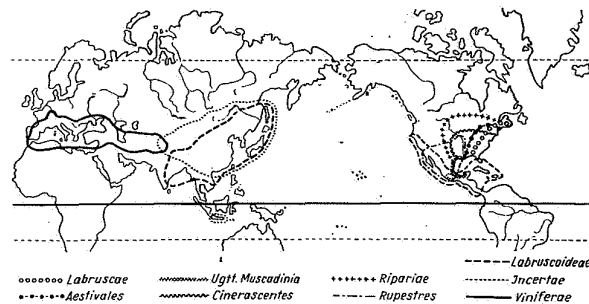 Labruscoideae
Labruscae Ugtt. Muscadinia Ripariae Incertae
Aestivales Cinerascentes Rupestres Viniferae